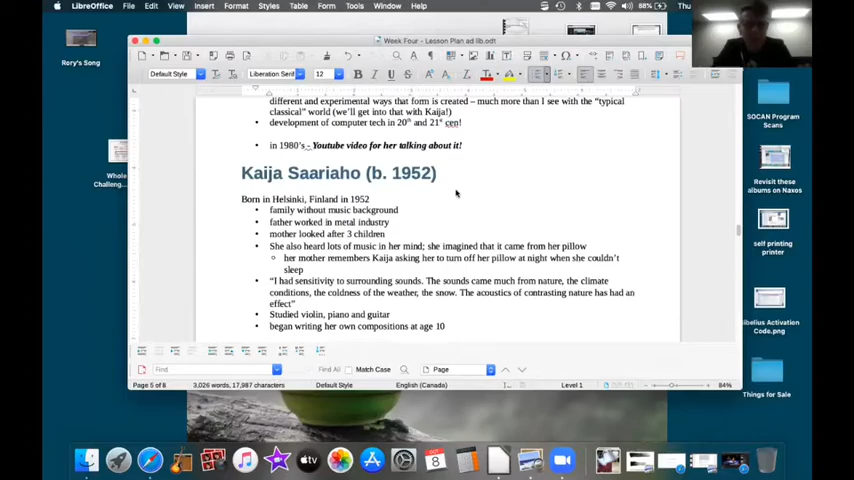 LibreOffice File Edit View Insert Format Styles Table Form Tools Window Help 88% Thu
Week Four - Lesson Plan ad lib.odt
Rory's Song
Default Style Liberation Serif 12
different and experimental ways that form is created – much more than I see with the “typical
classical” world (we’ll get into that with Kaija!)
• development of computer tech in 20th and 21st cen!
• in 1980’s - Youtube video for her talking about it!
Kaija Saariaho (b. 1952)
Born in Helsinki, Finland in 1952
• family without music background
• father worked in metal industry
• mother looked after 3 children
• She also heard lots of music in her mind; she imagined that it came from her pillow
◦ her mother remembers Kaija asking her to turn off her pillow at night when she couldn’t
sleep
• “I had sensitivity to surrounding sounds. The sounds came much from nature, the climate
conditions, the coldness of the weather, the snow. The acoustics of contrasting nature has had an
effect”
• Studied violin, piano and guitar
• began writing her own compositions at age 10
Find Find All Match Case Page
Page 5 of 8 3,026 words, 17,987 characters Default Style English (Canada) Level 1 84%
Whole
Challeng...
SOCAN Program
Scans
Revisit these
albums on Naxos
self printing
printer
Sibelius Activation
Code.png
Things for Sale
tv
OCT
8